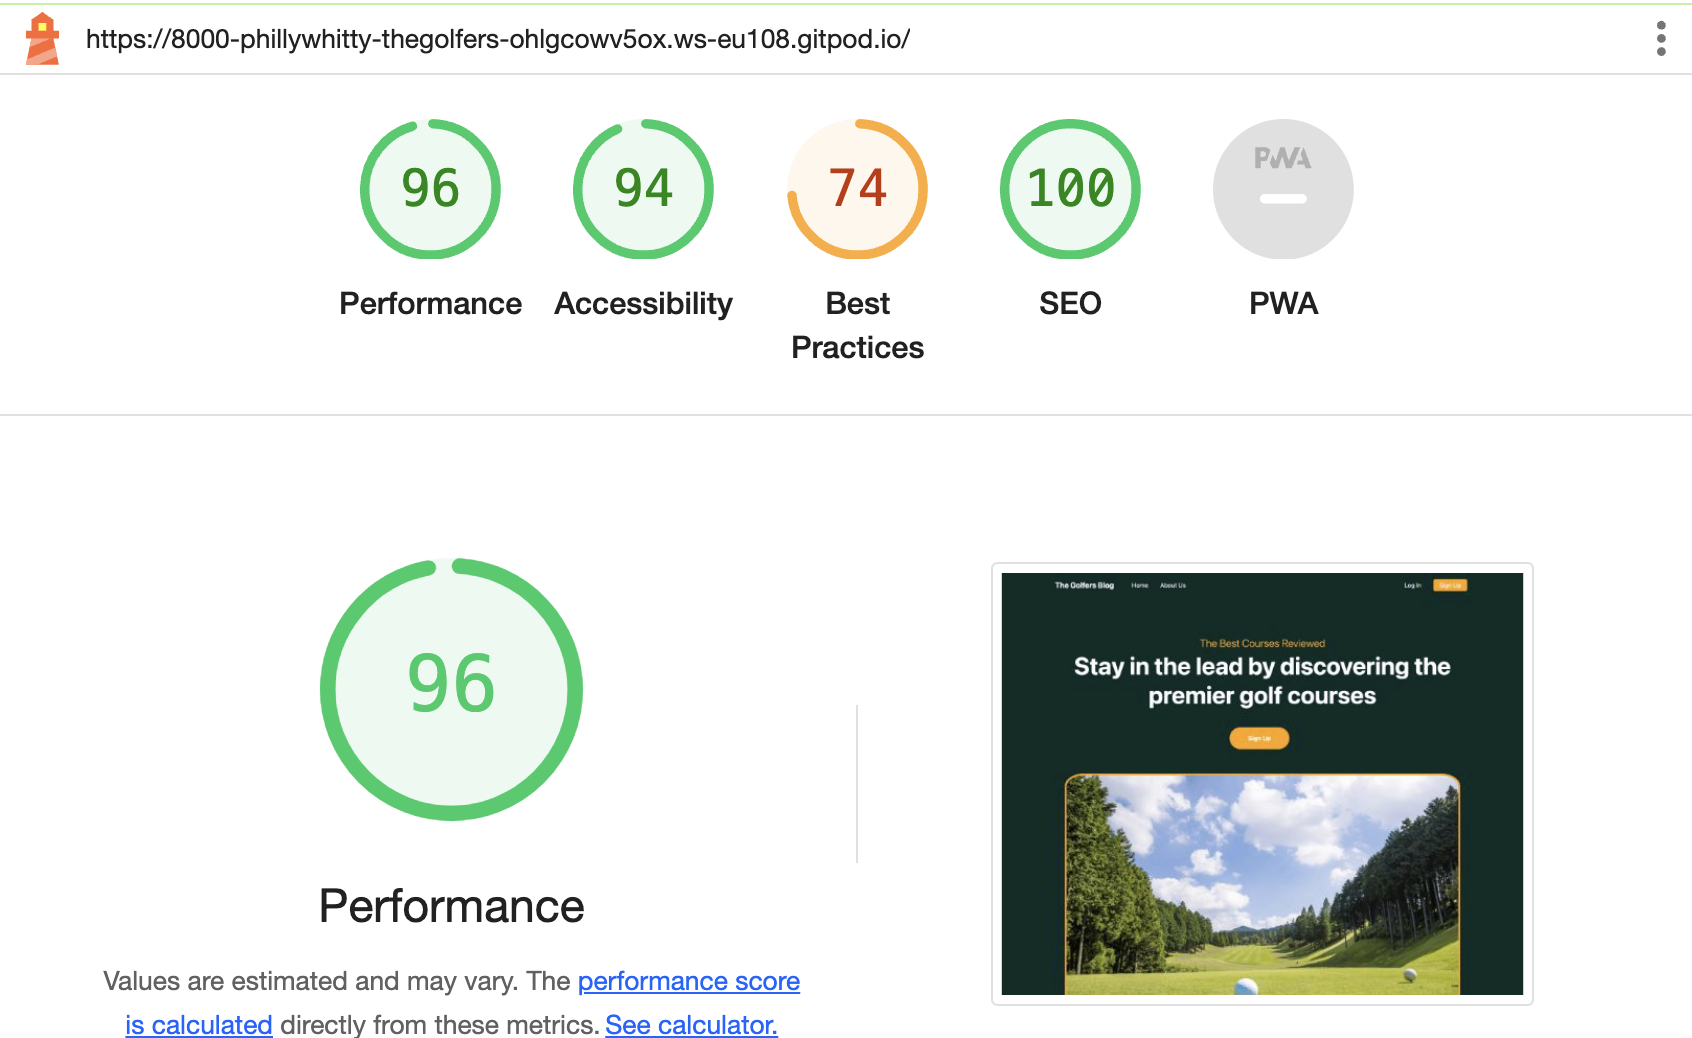 https://8000-phillywhitty-thegolfers-ohlgcowv5ox.ws-eu108.gitpod.io/
96
94
74
100
PWA
Performance
Accessibility
Best
Practices
SEO
PWA
96
Performance
Values are estimated and may vary. The performance score
is calculated directly from these metrics. See calculator.
The Golfers Blog
Home
About Us
Log In
Sign Up
The Best Courses Reviewed
Stay in the lead by discovering the
premier golf courses
Sign Up